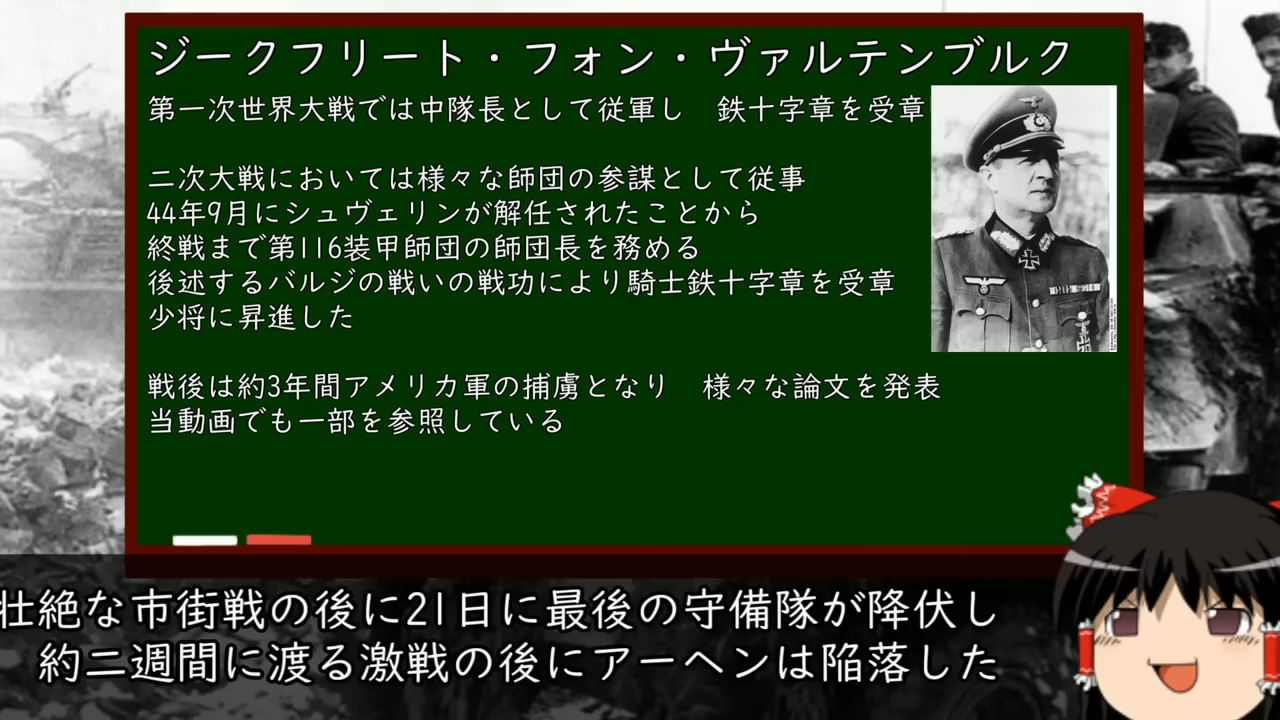 ジークフリート・フォン・ヴァルテンブルク
第一次世界大戦では中隊長として従軍し　鉄十字章を受章
二次大戦においては様々な師団の参謀として従事
44年9月にシュヴェリンが解任されたことから
終戦まで第116装甲師団の師団長を務める
後述するバルジの戦いの戦功により騎士鉄十字章を受章
少将に昇進した
戦後は約3年間アメリカ軍の捕虜となり　様々な論文を発表
当動画でも一部を参照している
壮絶な市街戦の後に21日に最後の守備隊が降伏し
約二週間に渡る激戦の後にアーヘンは陥落した